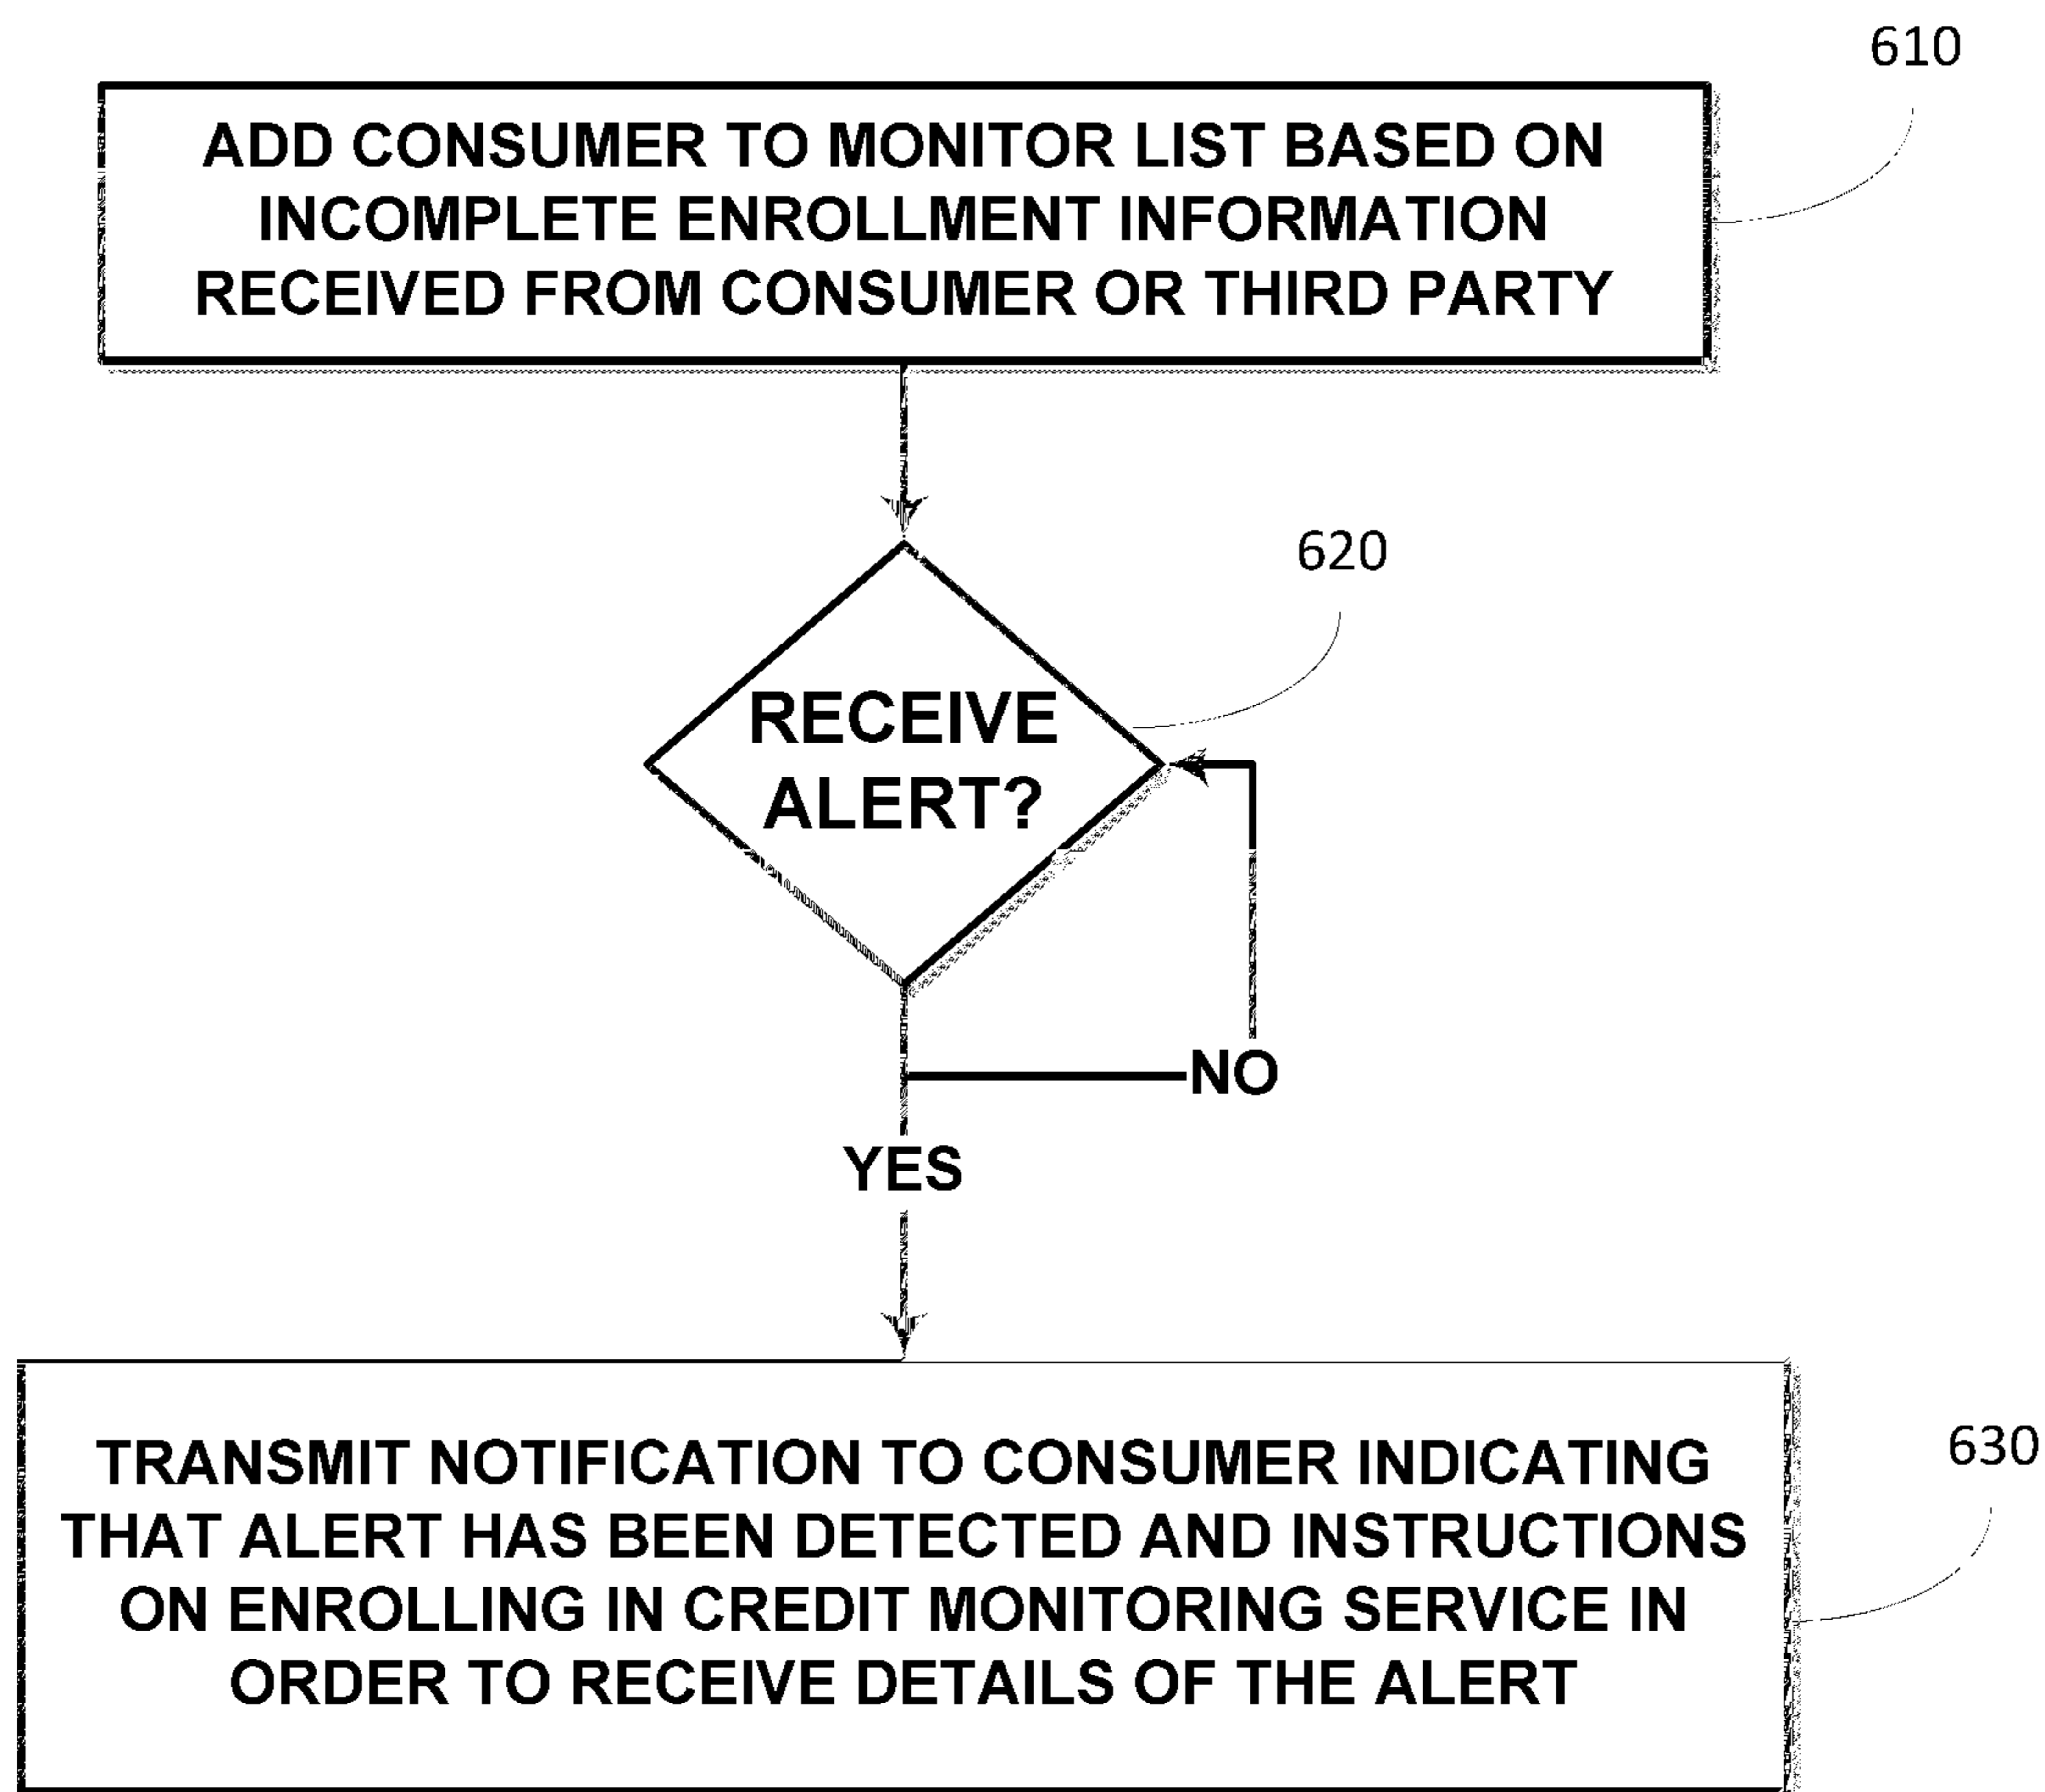 610
ADD CONSUMER TO MONITOR LIST BASED ON
INCOMPLETE ENROLLMENT INFORMATION
RECEIVED FROM CONSUMER OR THIRD PARTY
620
RECEIVE
ALERT?
NO
YES
630
TRANSMIT NOTIFICATION TO CONSUMER INDICATING
THAT ALERT HAS BEEN DETECTED AND INSTRUCTIONS
ON ENROLLING IN CREDIT MONITORING SERVICE IN
ORDER TO RECEIVE DETAILS OF THE ALERT